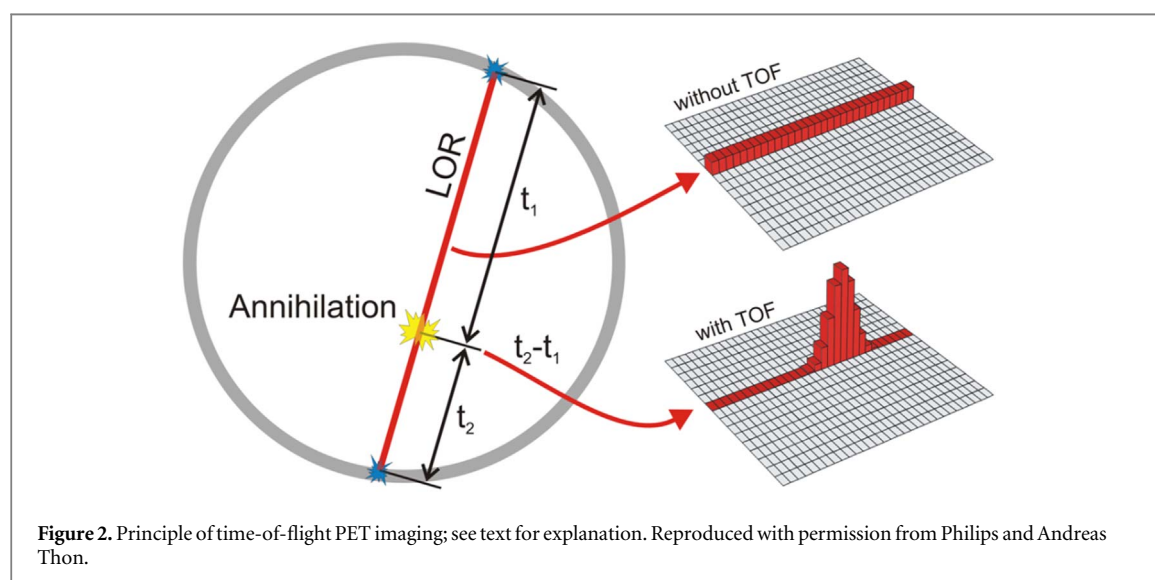 without TOF
LOR
t₁
Annihilation
with TOF
t₂-t₁
t₂
Figure 2. Principle of time-of-flight PET imaging; see text for explanation. Reproduced with permission from Philips and Andreas
Thon.